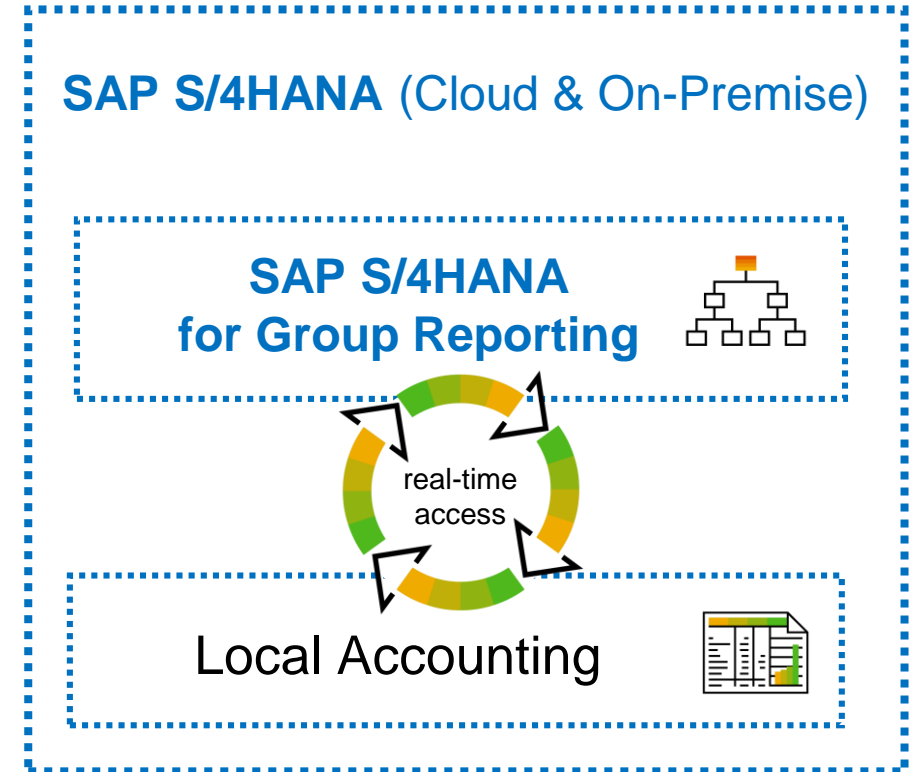 SAP S/4HANA (Cloud & On-Premise)
SAP S/4HANA
for Group Reporting
real-time
access
Local Accounting